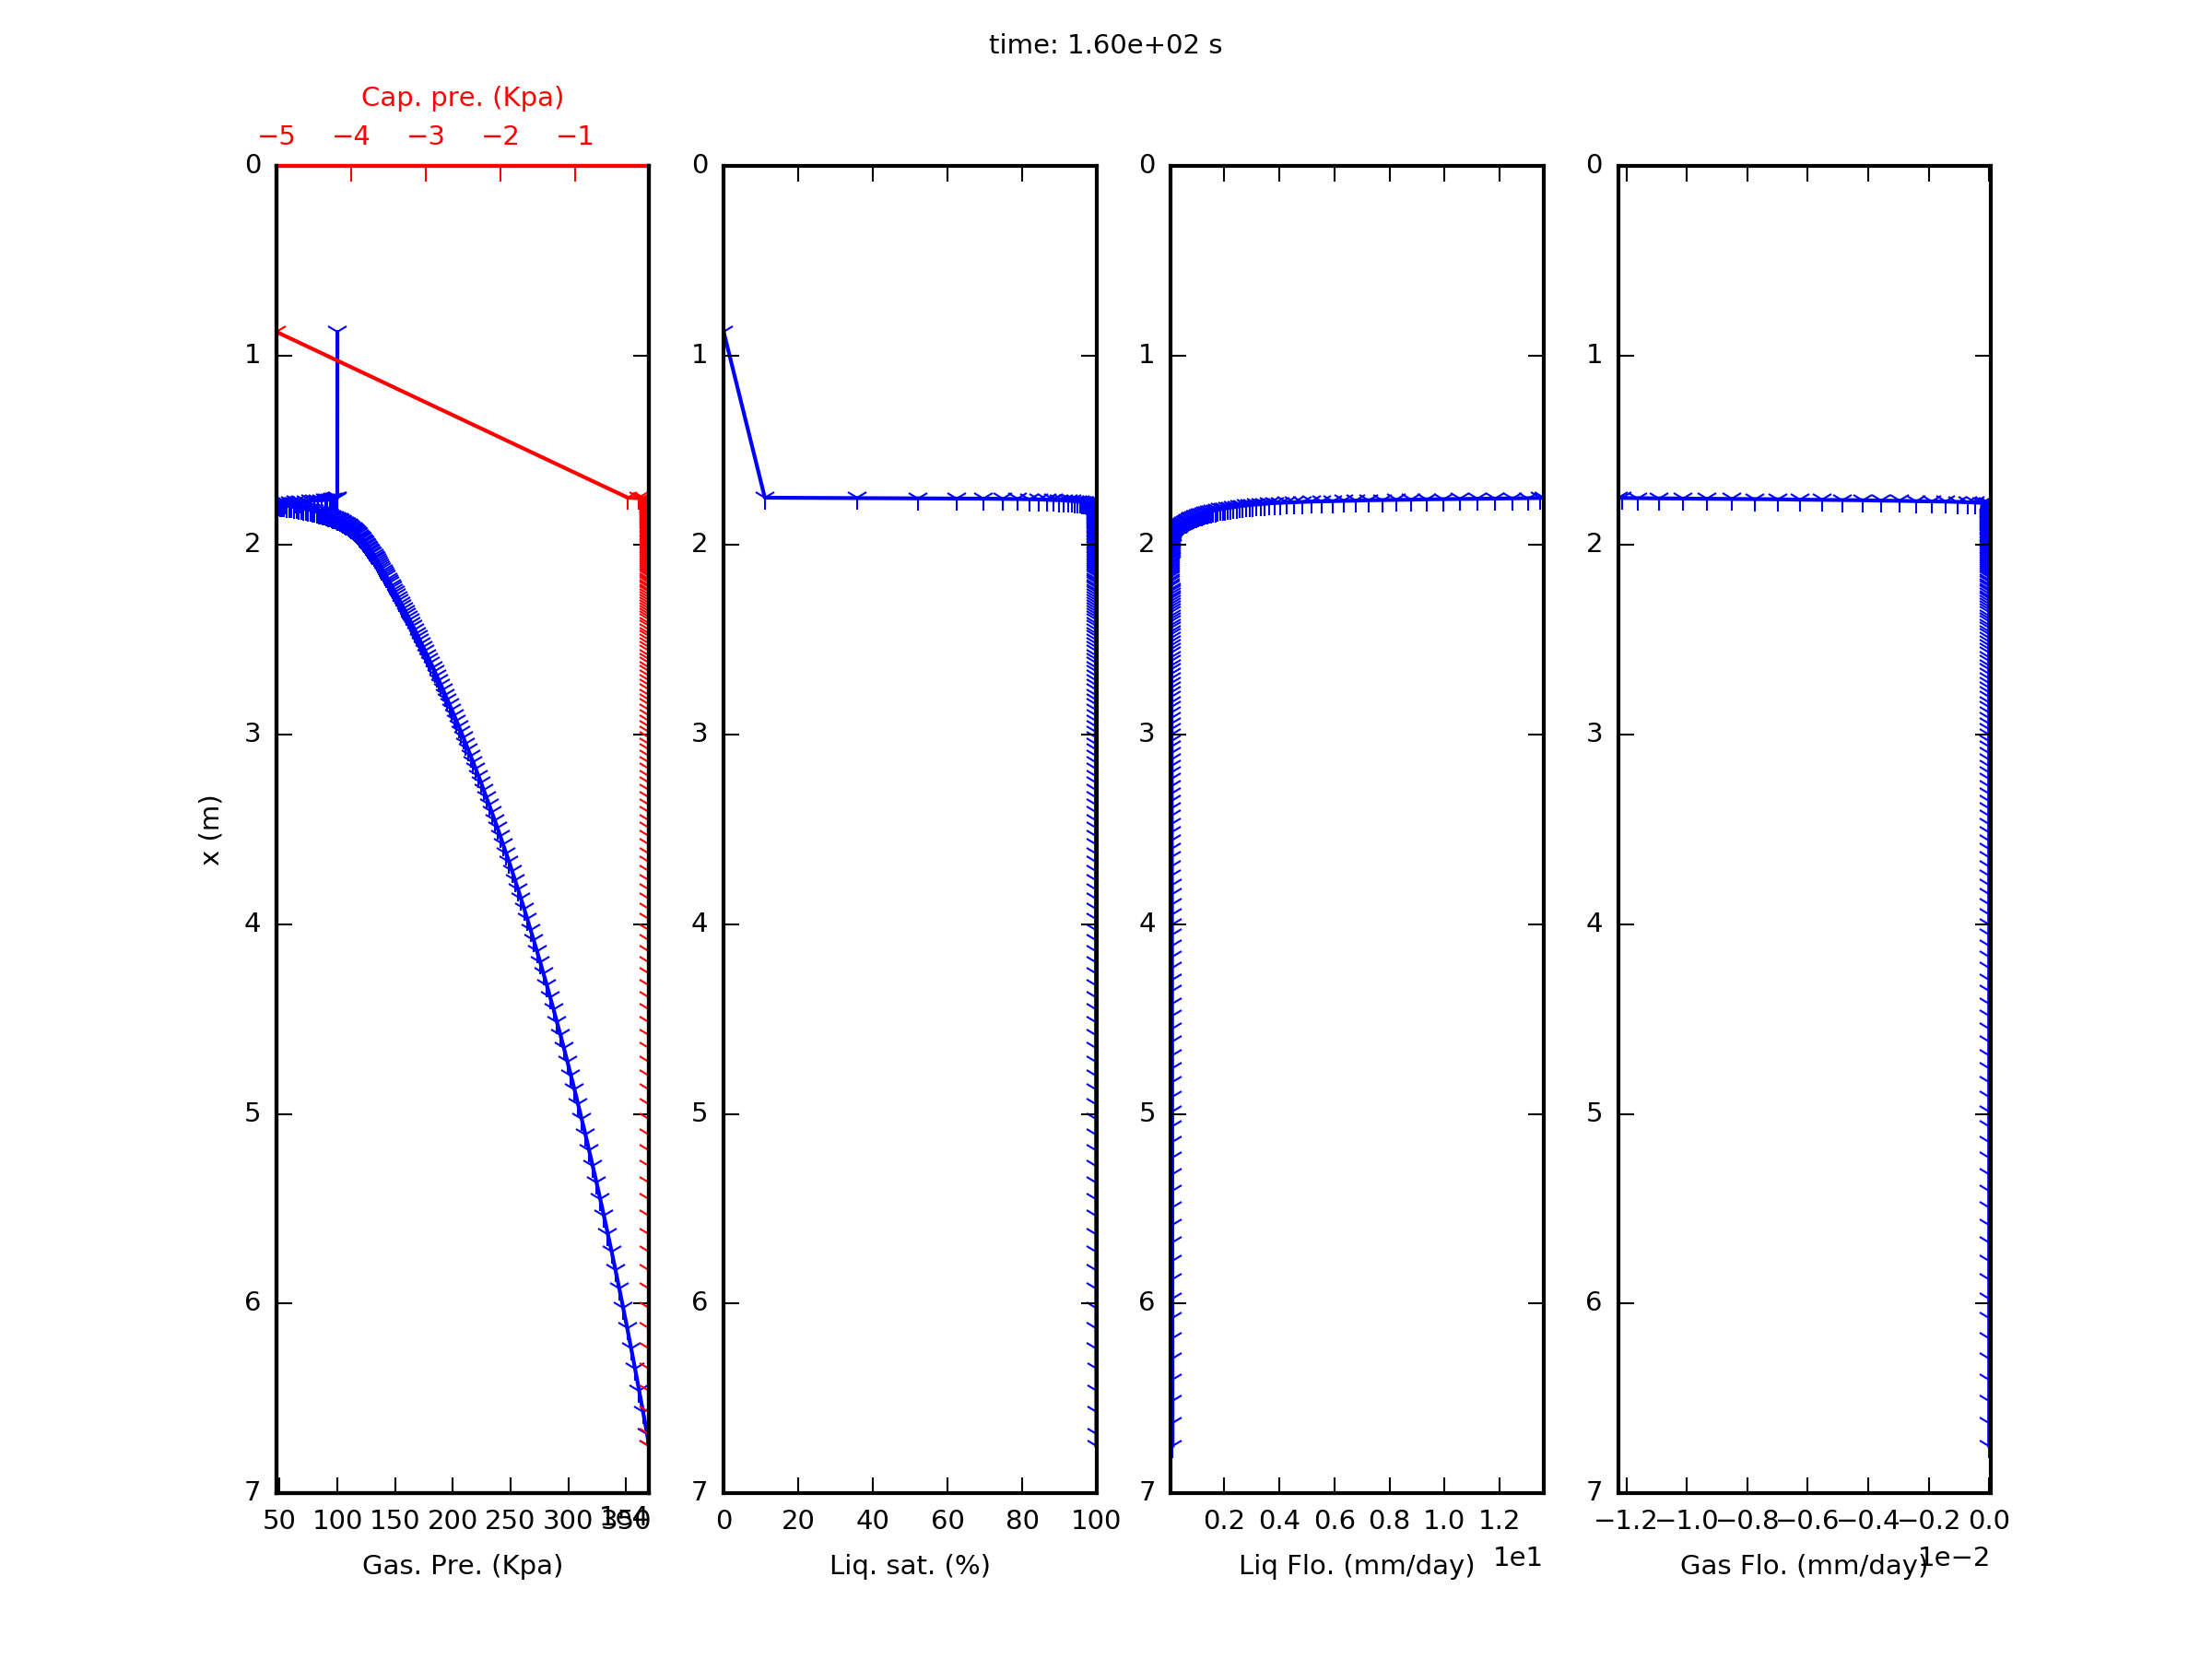 time: 1.60e+02 s
Cap. pre. (Kpa)
−5 −4 −3 −2 −1
0 0 0 0
1 1 1 1
2 2 2 2
3 3 3 3
x (m)
4 4 4 4
5 5 5 5
6 6 6 6
7 7 7 7
50 100 150 200 250 300 350 1e4
0 20 40 60 80 100
0.2 0.4 0.6 0.8 1.0 1.2
−1.2 −1.0 −0.8 −0.6 −0.4 −0.2 0.0
1e1
1e−2
Gas. Pre. (Kpa)
Liq. sat. (%)
Liq Flo. (mm/day)
Gas Flo. (mm/day)